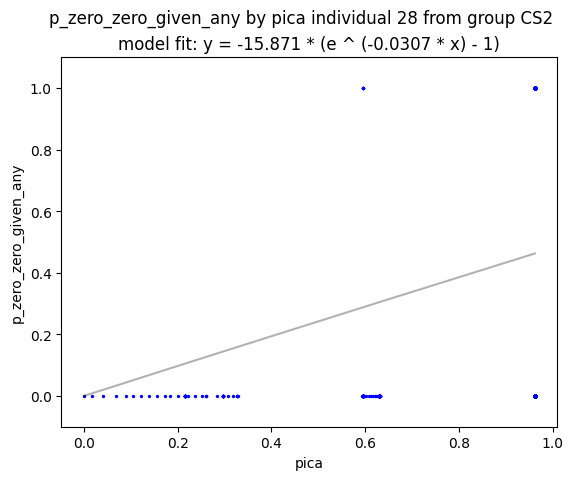 p_zero_zero_given_any by pica individual 28 from group CS2
model fit: y = -15.871 * (e ^ (-0.0307 * x) - 1)
1.0
0.8
0.6
0.4
0.2
0.0
p_zero_zero_given_any
0.0 0.2 0.4 0.6 0.8 1.0
pica